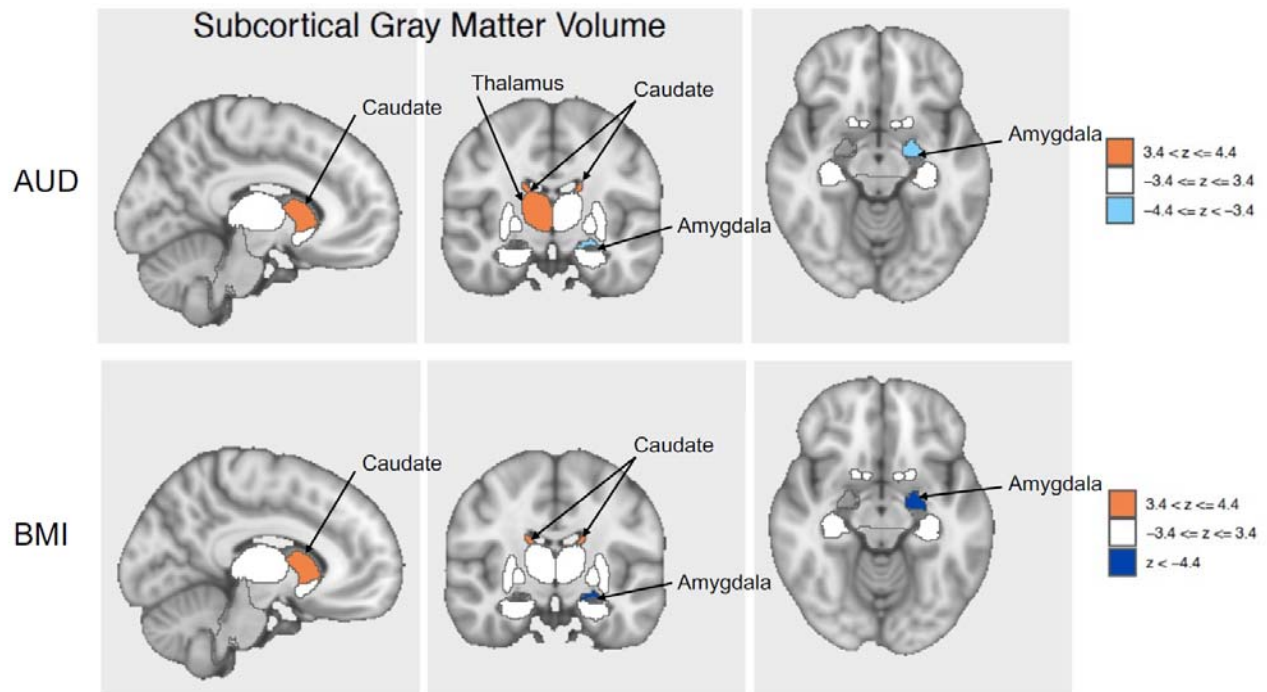 Subcortical Gray Matter Volume
AUD
Caudate
Thalamus
Caudate
Amygdala
Amygdala
3.4 < z <= 4.4
−3.4 <= z <= 3.4
−4.4 <= z < −3.4
BMI
Caudate
Caudate
Amygdala
Amygdala
3.4 < z <= 4.4
−3.4 <= z <= 3.4
z < −4.4